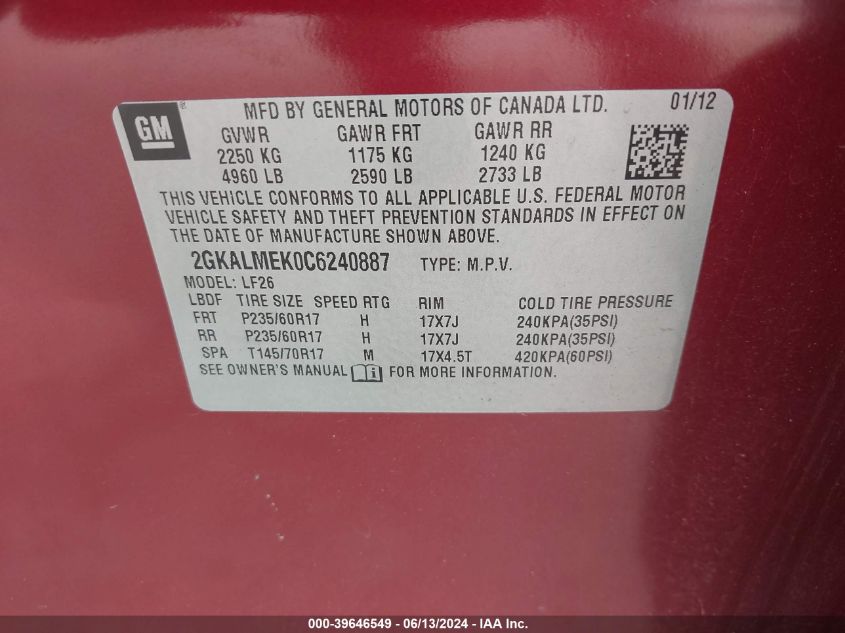 GM
MFD BY GENERAL MOTORS OF CANADA LTD. 01/12
GVWR GAWR FRT GAWR RR
2250 KG 1175 KG 1240 KG
4960 LB 2590 LB 2733 LB
THIS VEHICLE CONFORMS TO ALL APPLICABLE U.S. FEDERAL MOTOR
VEHICLE SAFETY AND THEFT PREVENTION STANDARDS IN EFFECT ON
THE DATE OF MANUFACTURE SHOWN ABOVE.
2GKALMEK0C6240887 TYPE: M.P.V.
MODEL: LF26
LBDF TIRE SIZE SPEED RTG RIM COLD TIRE PRESSURE
FRT P235/60R17 H 17X7J 240KPA(35PSI)
RR P235/60R17 H 17X7J 240KPA(35PSI)
SPA T145/70R17 M 17X4.5T 420KPA(60PSI)
SEE OWNER'S MANUAL i FOR MORE INFORMATION.
000-39646549 - 06/13/2024 - IAA Inc.